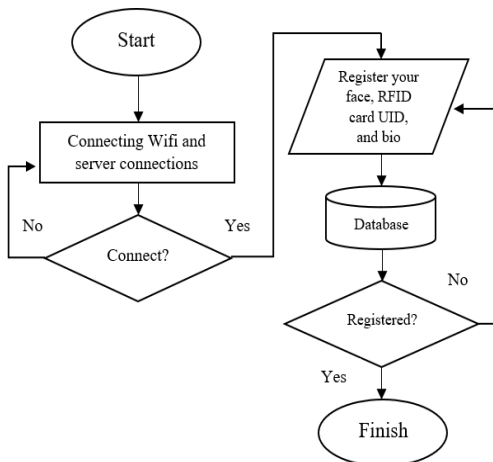 Start
Connecting Wifi and
server connections
No
Yes
Connect?
Register your
face, RFID
card UID,
and bio
Database
No
Registered?
Yes
Finish